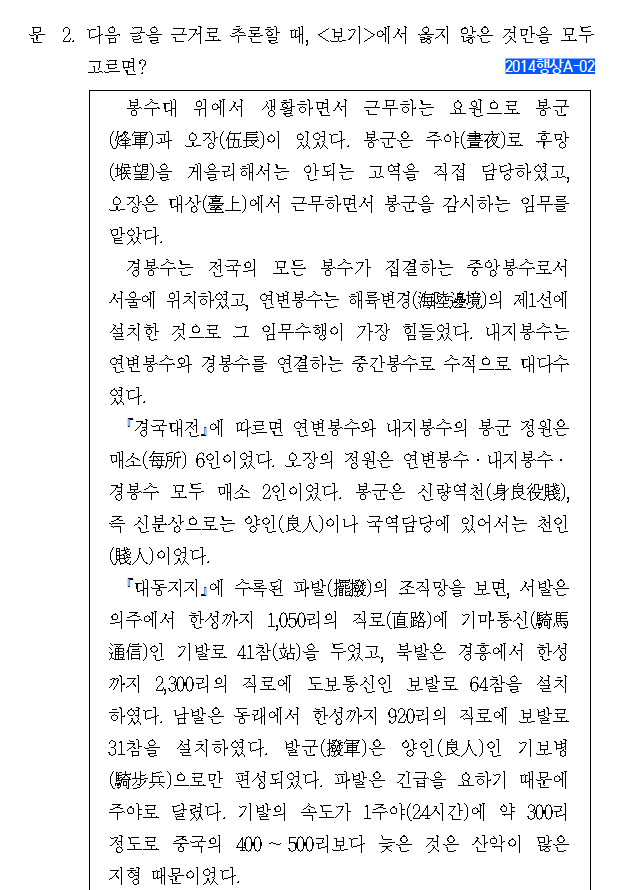 문 2. 다음 글을 근거로 추론할 때, <보기>에서 옳지 않은 것만을 모두
고르면?
2014행상A-02
봉수대 위에서 생활하면서 근무하는 요원으로 봉군
(烽軍)과 오장(伍長)이 있었다. 봉군은 주야(晝夜)로 후망
(堠望)을 게을리해서는 안되는 고역을 직접 담당하였고,
오장은 대상(臺上)에서 근무하면서 봉군을 감시하는 임무를
맡았다.
경봉수는 전국의 모든 봉수가 집결하는 중앙봉수로서
서울에 위치하였고, 연변봉수는 해륙변경(海陸邊境)의 제1선에
설치한 것으로 그 임무수행이 가장 힘들었다. 내지봉수는
연변봉수와 경봉수를 연결하는 중간봉수로 수적으로 대다수
였다.
『경국대전』에 따르면 연변봉수와 내지봉수의 봉군 정원은
매소(每所) 6인이었다. 오장의 정원은 연변봉수 · 내지봉수 ·
경봉수 모두 매소 2인이었다. 봉군은 신량역천(身良役賤),
즉 신분상으로는 양인(良人)이나 국역담당에 있어서는 천인
(賤人)이었다.
『대동지지』에 수록된 파발(擺撥)의 조직망을 보면, 서발은
의주에서 한성까지 1,050리의 직로(直路)에 기마통신(騎馬
通信)인 기발로 41참(站)을 두었고, 북발은 경흥에서 한성
까지 2,300리의 직로에 도보통신인 보발로 64참을 설치
하였다. 남발은 동래에서 한성까지 920리의 직로에 보발로
31참을 설치하였다. 발군(撥軍)은 양인(良人)인 기보병
(騎步兵)으로만 편성되었다. 파발은 긴급을 요하기 때문에
주야로 달렸다. 기발의 속도가 1주야(24시간)에 약 300리
정도로 중국의 400 ~ 500리보다 늦은 것은 산악이 많은
지형 때문이었다.